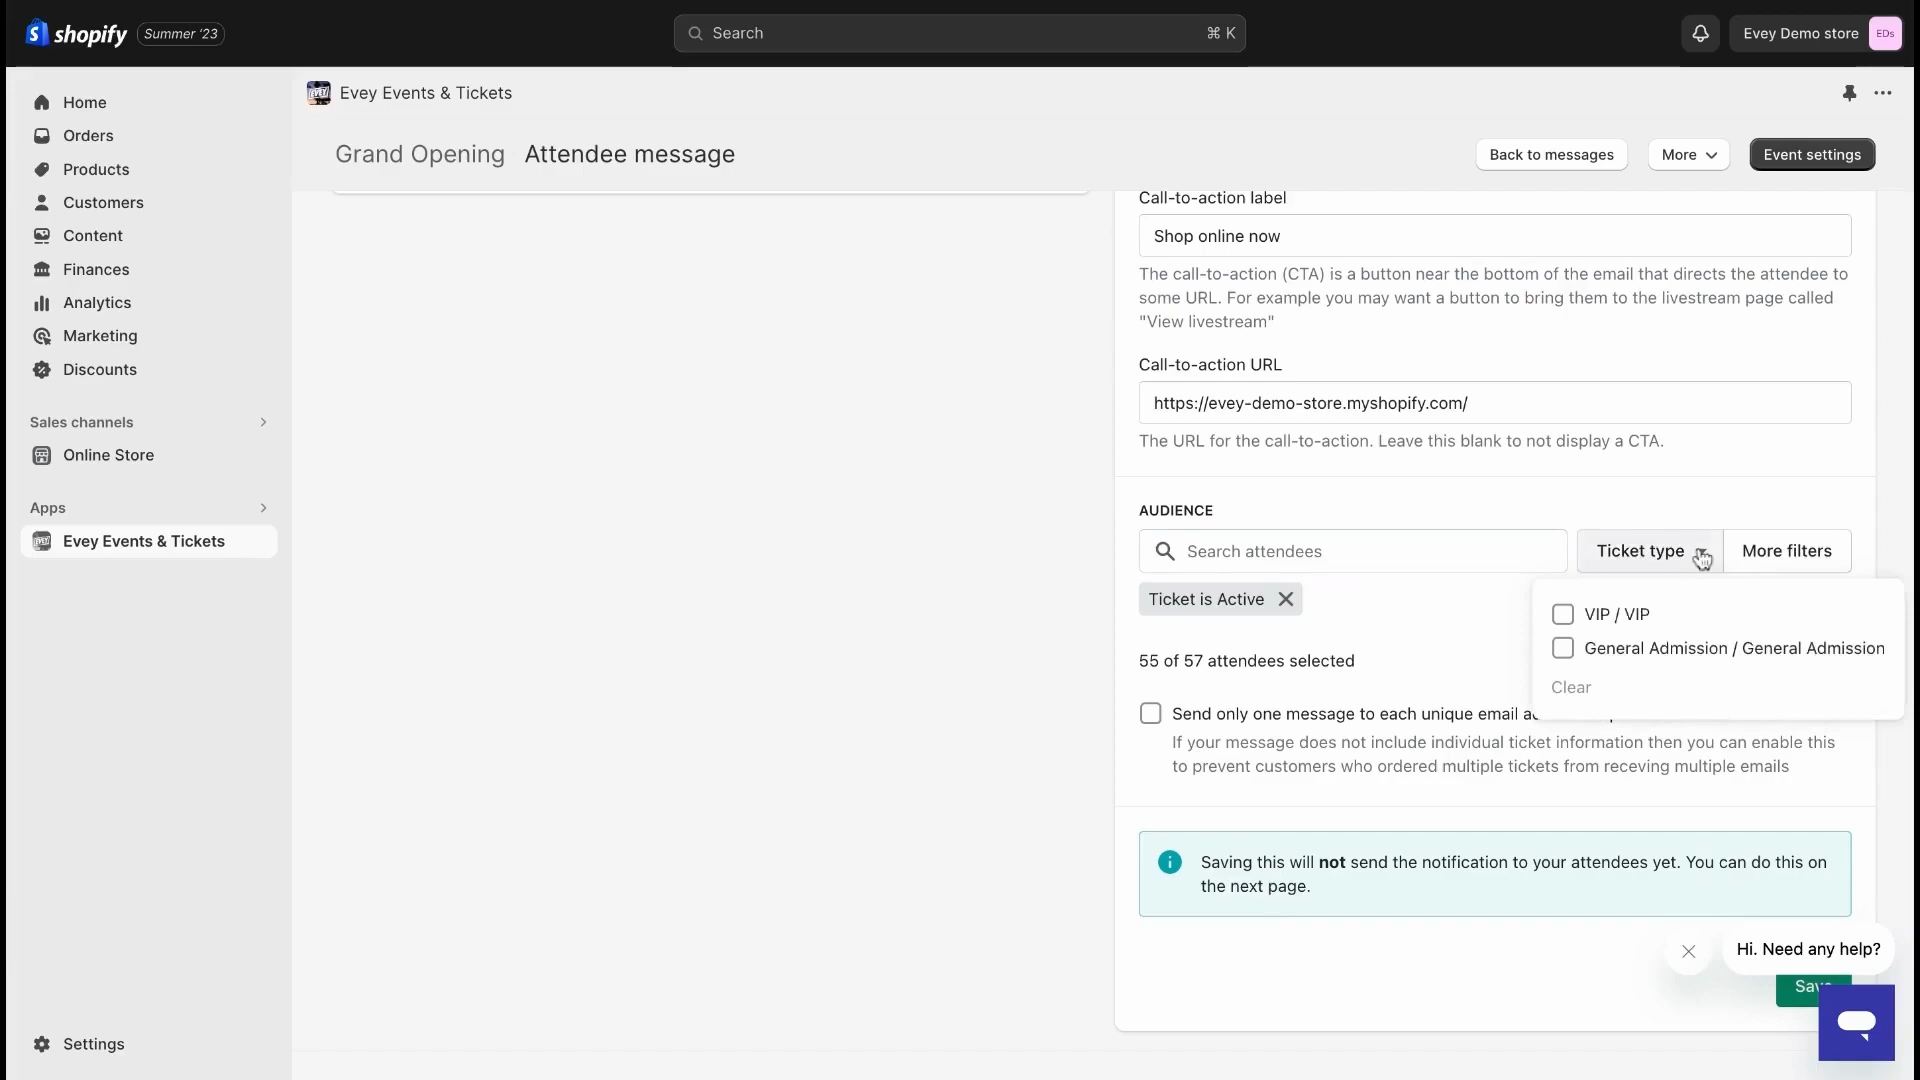 shopify Summer '23
Search
⌘ K
Evey Demo store
EDs
Home
Orders
Products
Customers
Content
Finances
Analytics
Marketing
Discounts
Sales channels
Online Store
Apps
Evey Events & Tickets
Settings
Evey Events & Tickets
Grand Opening Attendee message
Back to messages
More
Event settings
Call-to-action label
Shop online now
The call-to-action (CTA) is a button near the bottom of the email that directs the attendee to
some URL. For example you may want a button to bring them to the livestream page called
"View livestream"
Call-to-action URL
https://evey-demo-store.myshopify.com/
The URL for the call-to-action. Leave this blank to not display a CTA.
AUDIENCE
Search attendees
Ticket type
More filters
Ticket is Active
VIP / VIP
General Admission / General Admission
Clear
55 of 57 attendees selected
Send only one message to each unique email
If your message does not include individual ticket information then you can enable this
to prevent customers who ordered multiple tickets from receving multiple emails
Saving this will not send the notification to your attendees yet. You can do this on
the next page.
Hi. Need any help?
Save